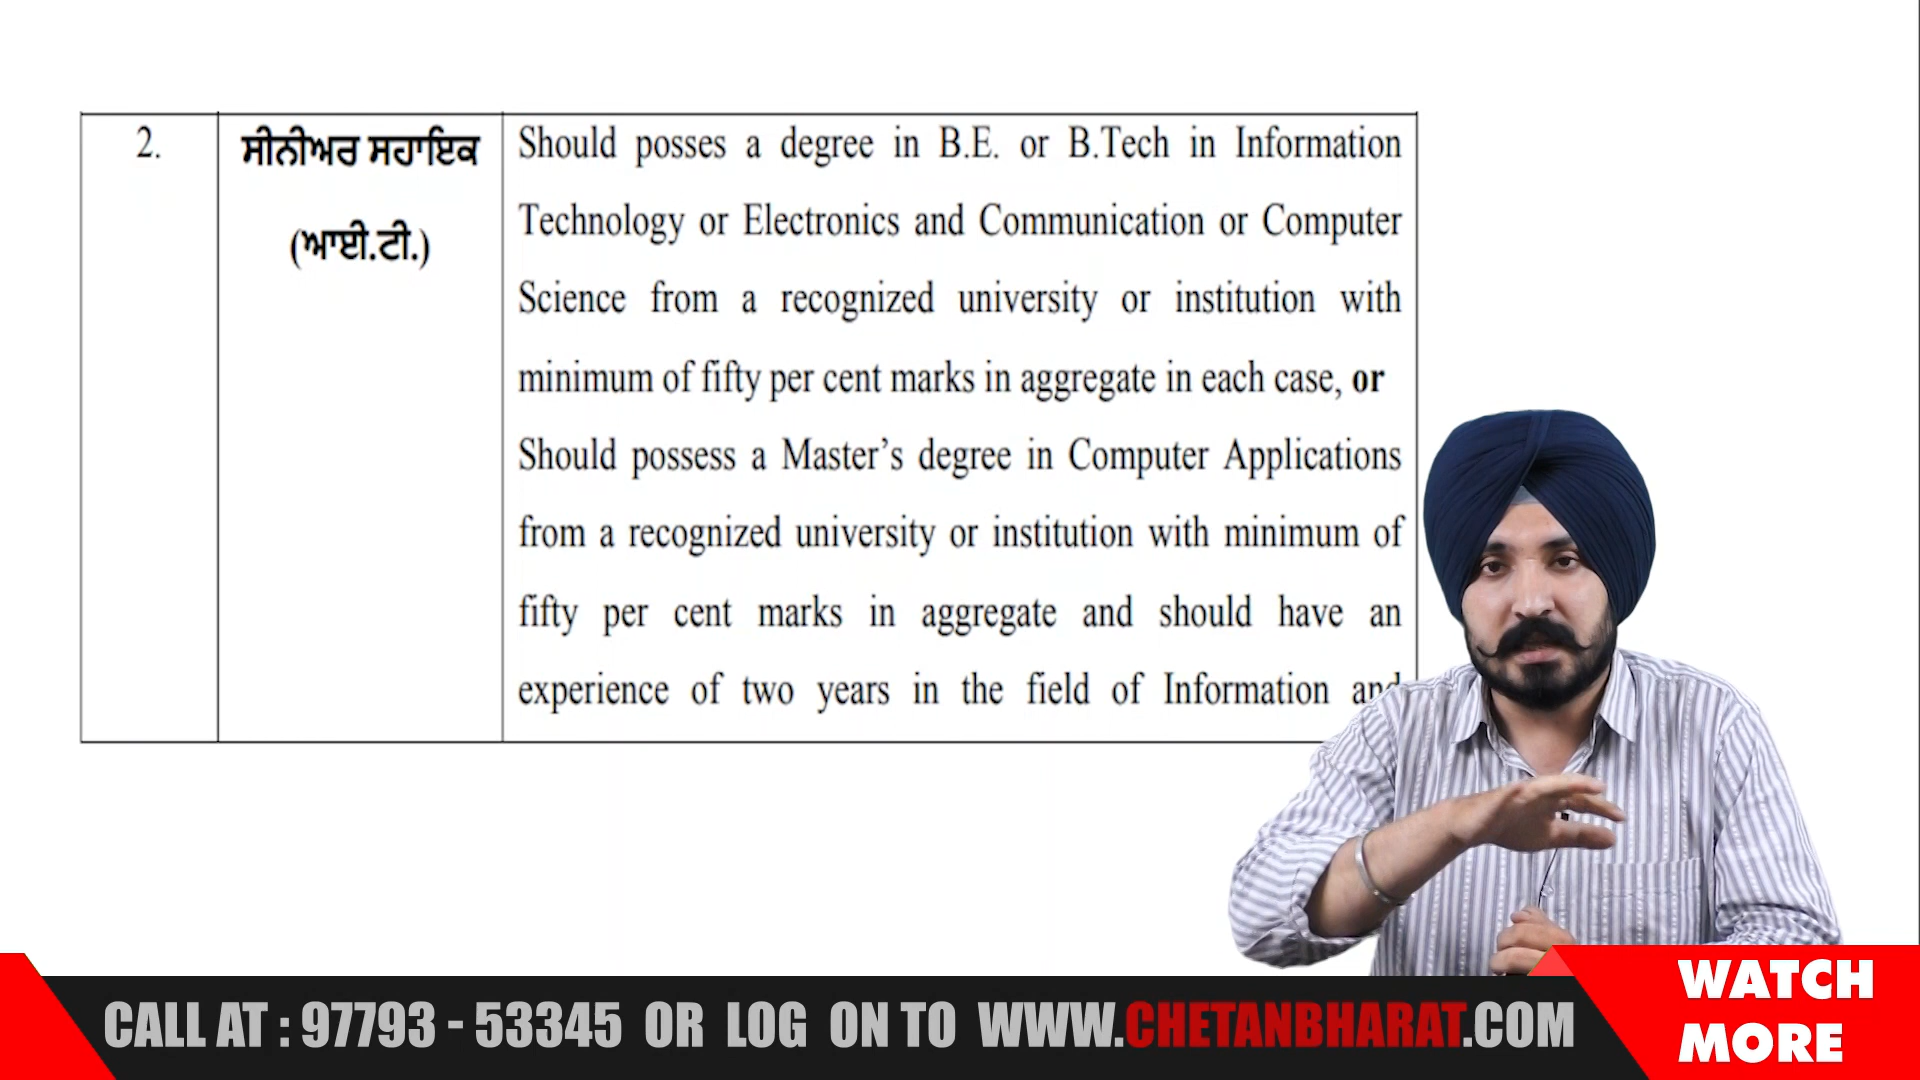 2.
ਸੀਨੀਅਰ ਸਹਾਇਕ
(ਆਈ.ਟੀ.)
Should posses a degree in B.E. or B.Tech in Information
Technology or Electronics and Communication or Computer
Science from a recognized university or institution with
minimum of fifty per cent marks in aggregate in each case, or
Should possess a Master’s degree in Computer Applications
from a recognized university or institution with minimum of
fifty per cent marks in aggregate and should have an
experience of two years in the field of Information and
CALL AT : 97793 - 53345 OR LOG ON TO WWW.CHETANBHARAT.COM
WATCH
MORE